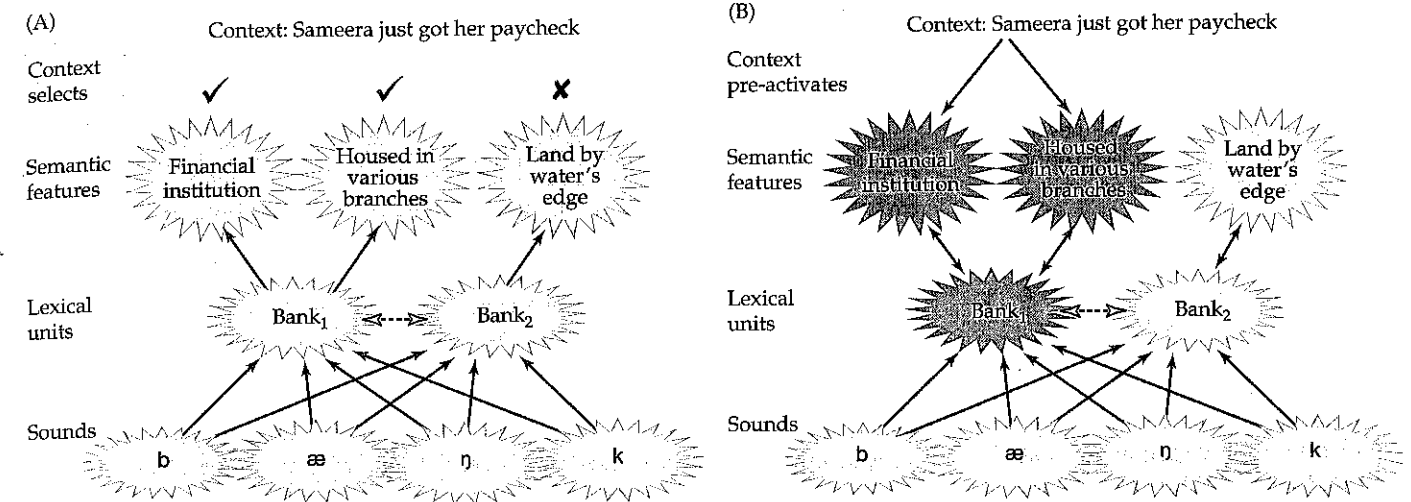 (A)
Context: Sameera just got her paycheck
Context
selects
Semantic
features
Financial
institution
Housed in
various
branches
Land by
water's
edge
Lexical
units
Bank1
Bank2
Sounds
b
æ
ŋ
k
(B)
Context: Sameera just got her paycheck
Context
pre-activates
Semantic
features
Financial
institution
Housed
in various
branches
Land by
water's
edge
Lexical
units
Bank1
Bank2
Sounds
b
æ
ŋ
k